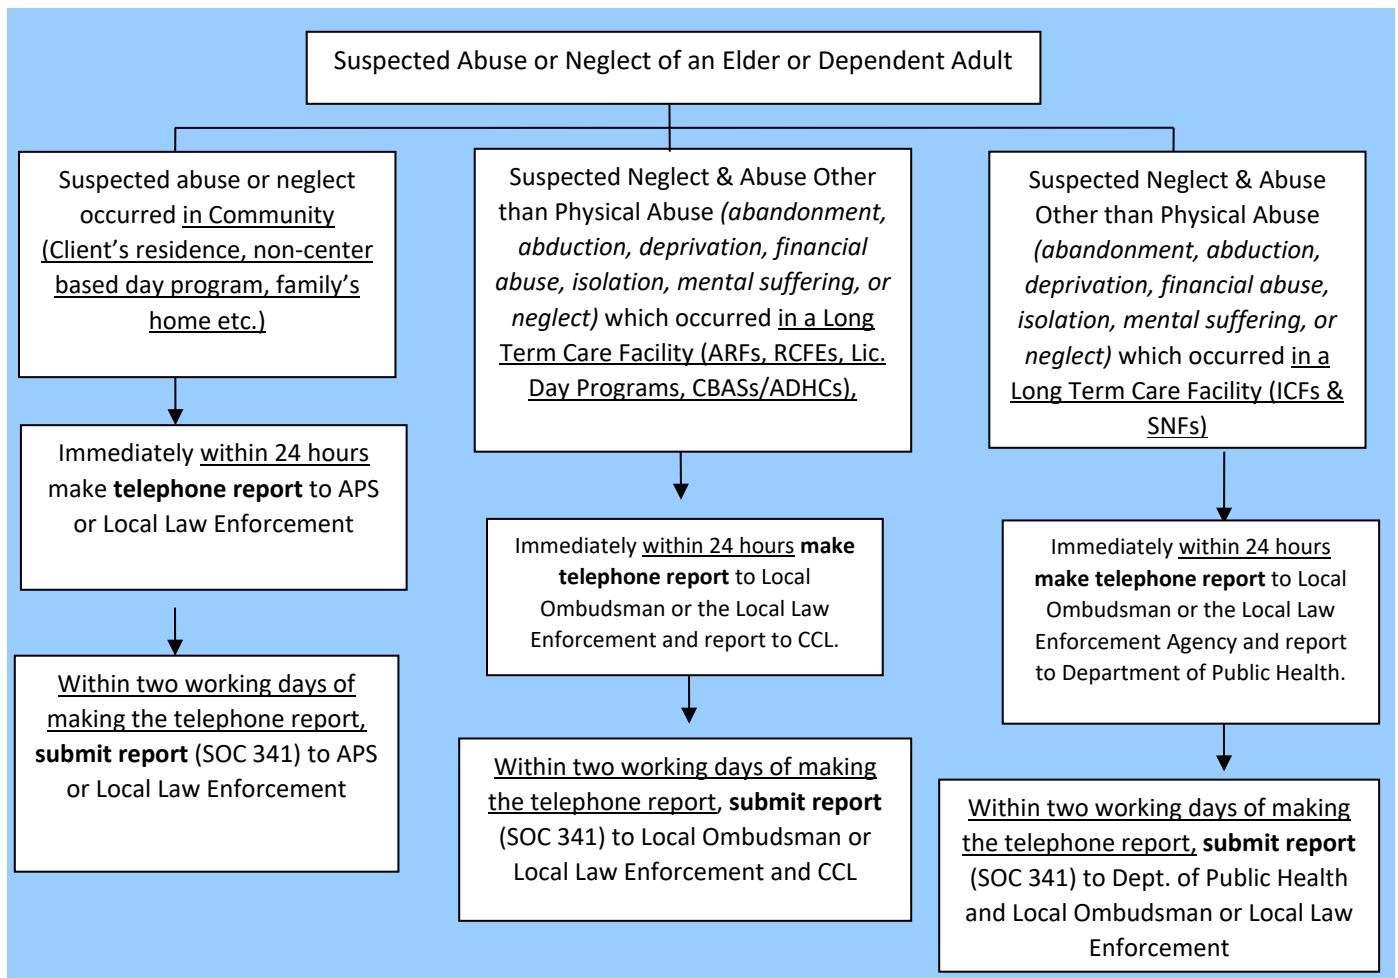 Suspected Abuse or Neglect of an Elder or Dependent Adult
Suspected abuse or neglect
occurred in Community
(Client’s residence, non-center
based day program, family’s
home etc.)
Immediately within 24 hours
make telephone report to APS
or Local Law Enforcement
Within two working days of
making the telephone report,
submit report (SOC 341) to APS
or Local Law Enforcement
Suspected Neglect & Abuse Other
than Physical Abuse (abandonment,
abduction, deprivation, financial
abuse, isolation, mental suffering, or
neglect) which occurred in a Long
Term Care Facility (ARFs, RCFEs, Lic.
Day Programs, CBASs/ADHCs),
Immediately within 24 hours make
telephone report to Local
Ombudsman or the Local Law
Enforcement and report to CCL.
Within two working days of making
the telephone report, submit report
(SOC 341) to Local Ombudsman or
Local Law Enforcement and CCL
Suspected Neglect & Abuse
Other than Physical Abuse
(abandonment, abduction,
deprivation, financial abuse,
isolation, mental suffering, or
neglect) which occurred in a
Long Term Care Facility (ICFs &
SNFs)
Immediately within 24 hours
make telephone report to Local
Ombudsman or the Local Law
Enforcement Agency and report
to Department of Public Health.
Within two working days of making
the telephone report, submit report
(SOC 341) to Dept. of Public Health
and Local Ombudsman or Local Law
Enforcement